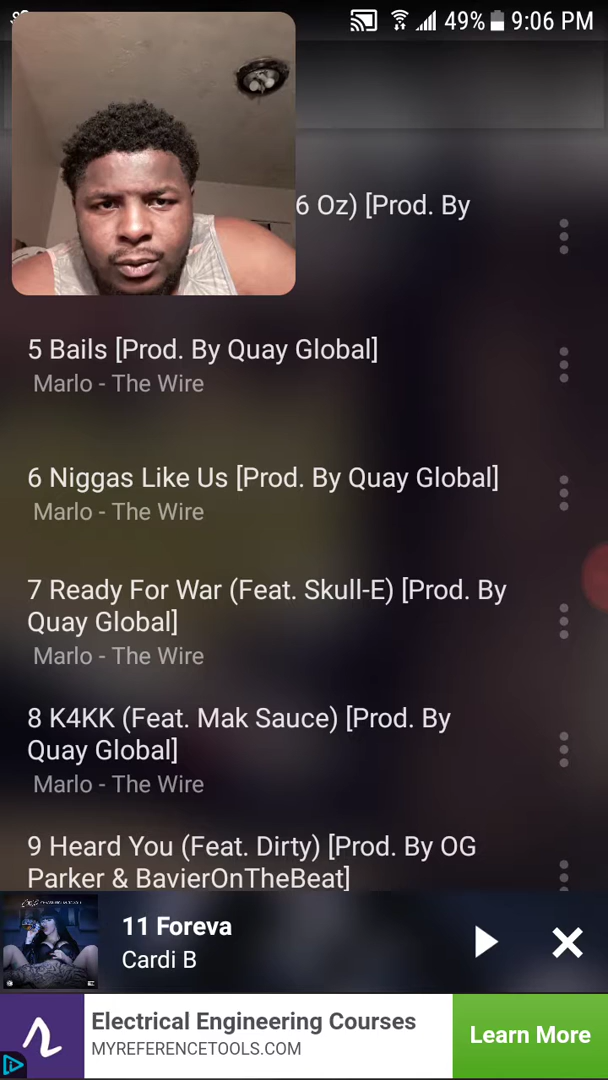 49% 9:06 PM
6 Oz) [Prod. By
5 Bails [Prod. By Quay Global]
Marlo - The Wire
6 Niggas Like Us [Prod. By Quay Global]
Marlo - The Wire
7 Ready For War (Feat. Skull-E) [Prod. By
Quay Global]
Marlo - The Wire
8 K4KK (Feat. Mak Sauce) [Prod. By
Quay Global]
Marlo - The Wire
9 Heard You (Feat. Dirty) [Prod. By OG
Parker & BavierOnTheBeat]
11 Foreva
Cardi B
Electrical Engineering Courses
MYREFERENCETOOLS.COM
Learn More